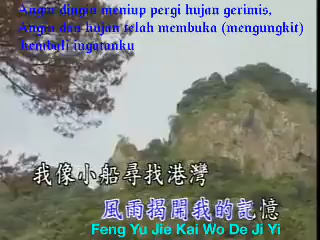 Angin dingin meniup pergi hujan gerimis,
Angin dan hujan telah membuka (mengungkit)
kembali ingatanku
我像小船尋找港灣
風雨揭開我的記憶
Feng Yu Jie Kai Wo De Ji Yi